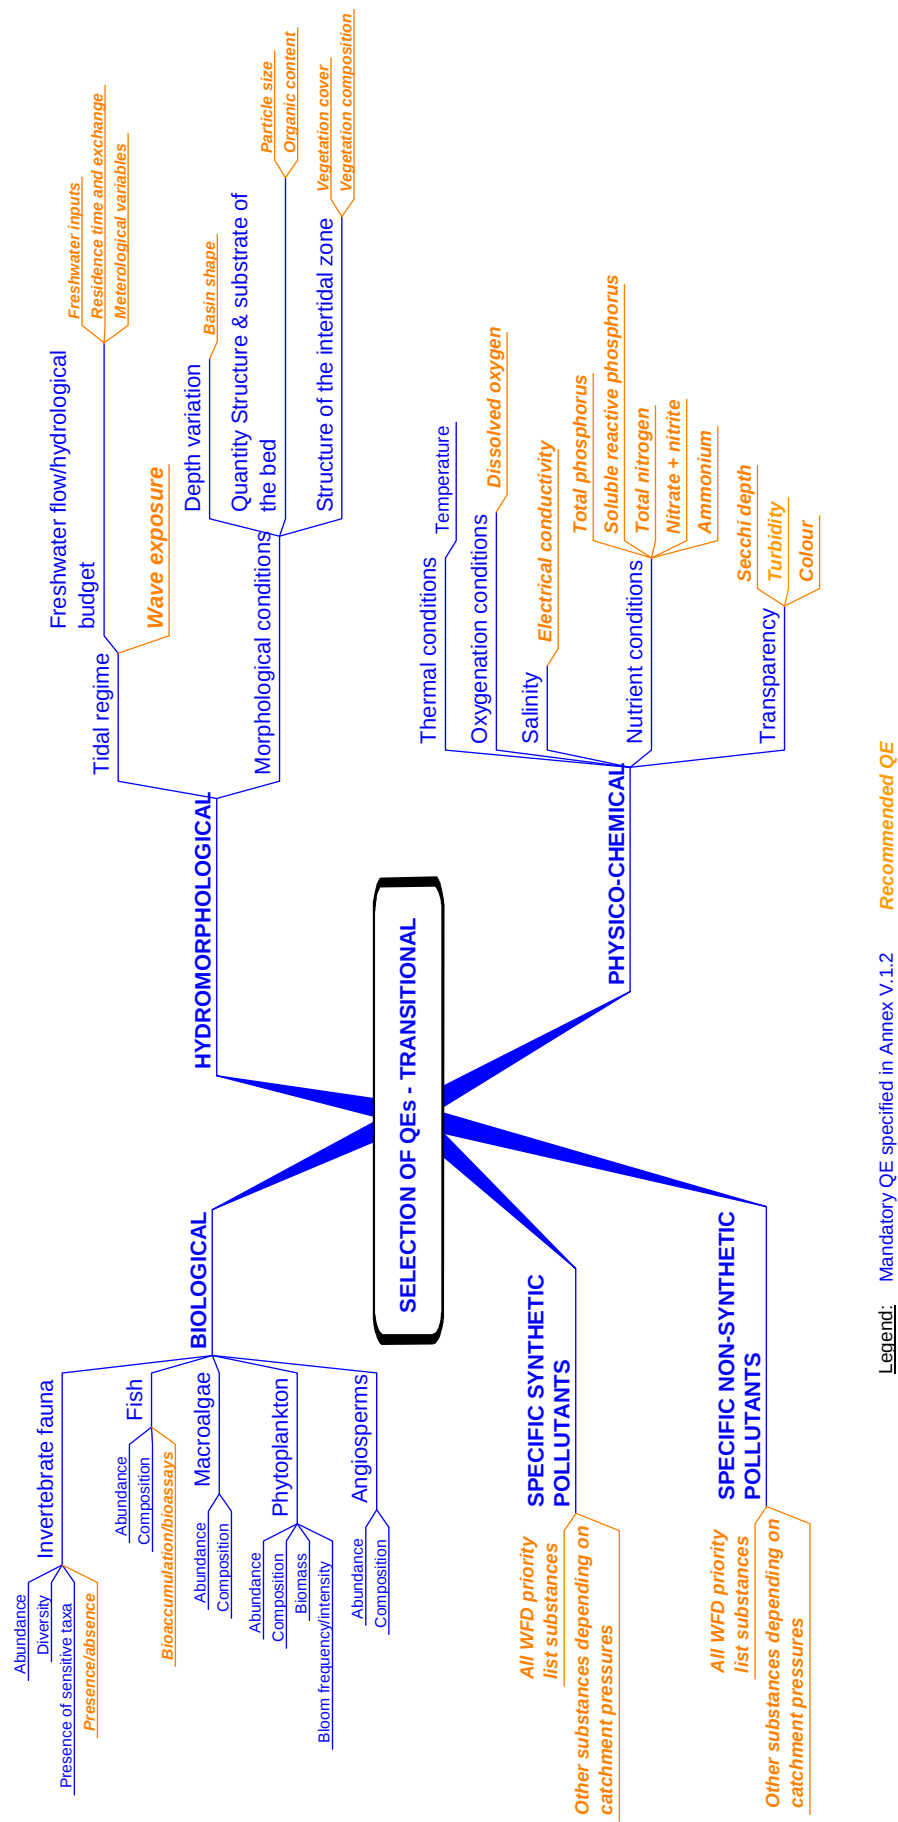 SELECTION OF QEs - TRANSITIONAL
BIOLOGICAL
Invertebrate fauna
Abundance
Diversity
Presence of sensitive taxa
Presence/absence
Fish
Abundance
Composition
Bioaccumulation/bioassays
Macroalgae
Abundance
Composition
Phytoplankton
Abundance
Composition
Biomass
Bloom frequency/intensity
Angiosperms
Abundance
Composition
HYDROMORPHOLOGICAL
Tidal regime
Freshwater flow/hydrological
budget
Freshwater inputs
Residence time and exchange
Meterological variables
Wave exposure
Morphological conditions
Depth variation
Basin shape
Quantity Structure & substrate of
the bed
Particle size
Organic content
Structure of the intertidal zone
Vegetation cover
Vegetation composition
SPECIFIC SYNTHETIC
POLLUTANTS
All WFD priority
list substances
Other substances depending on
catchment pressures
SPECIFIC NON-SYNTHETIC
POLLUTANTS
All WFD priority
list substances
Other substances depending on
catchment pressures
PHYSICO-CHEMICAL
Thermal conditions
Temperature
Oxygenation conditions
Dissolved oxygen
Salinity
Electrical conductivity
Nutrient conditions
Total phosphorus
Soluble reactive phosphorus
Total nitrogen
Nitrate + nitrite
Ammonium
Transparency
Secchi depth
Turbidity
Colour
Legend: Mandatory QE specified in Annex V.1.2 Recommended QE